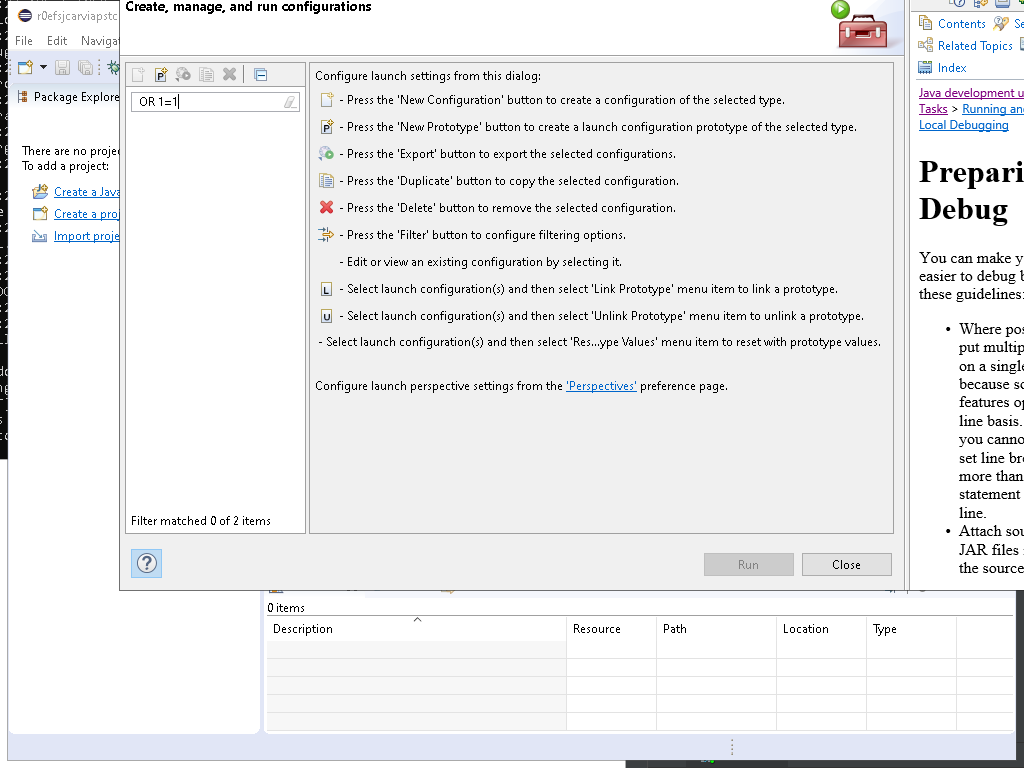 Create, manage, and run configurations
r0efsjcarviapstc
File Edit Naviga
Package Explore
There are no projec
To add a project:
Create a Java
Create a proj
Import proje
OR 1=1
Filter matched 0 of 2 items
Configure launch settings from this dialog:
- Press the 'New Configuration' button to create a configuration of the selected type.
- Press the 'New Prototype' button to create a launch configuration prototype of the selected type.
- Press the 'Export' button to export the selected configurations.
- Press the 'Duplicate' button to copy the selected configuration.
- Press the 'Delete' button to remove the selected configuration.
- Press the 'Filter' button to configure filtering options.
- Edit or view an existing configuration by selecting it.
L - Select launch configuration(s) and then select 'Link Prototype' menu item to link a prototype.
U - Select launch configuration(s) and then select 'Unlink Prototype' menu item to unlink a prototype.
- Select launch configuration(s) and then select 'Res...ype Values' menu item to reset with prototype values.
Configure launch perspective settings from the 'Perspectives' preference page.
Run Close
Contents Se
Related Topics
Index
Java development u
Tasks > Running an
Local Debugging
Prepari
Debug
You can make y
easier to debug b
these guidelines:
• Where pos
put multip
on a single
because so
features op
line basis.
you canno
set line bre
more than
statement
line.
• Attach sou
JAR files i
the source
0 items
Description Resource Path Location Type